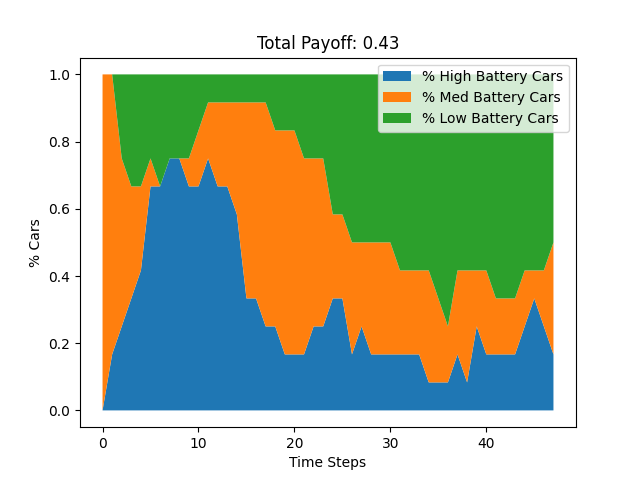 Total Payoff: 0.43
% High Battery Cars
% Med Battery Cars
% Low Battery Cars
1.0
0.8
0.6
0.4
0.2
0.0
% Cars
0
10
20
30
40
Time Steps